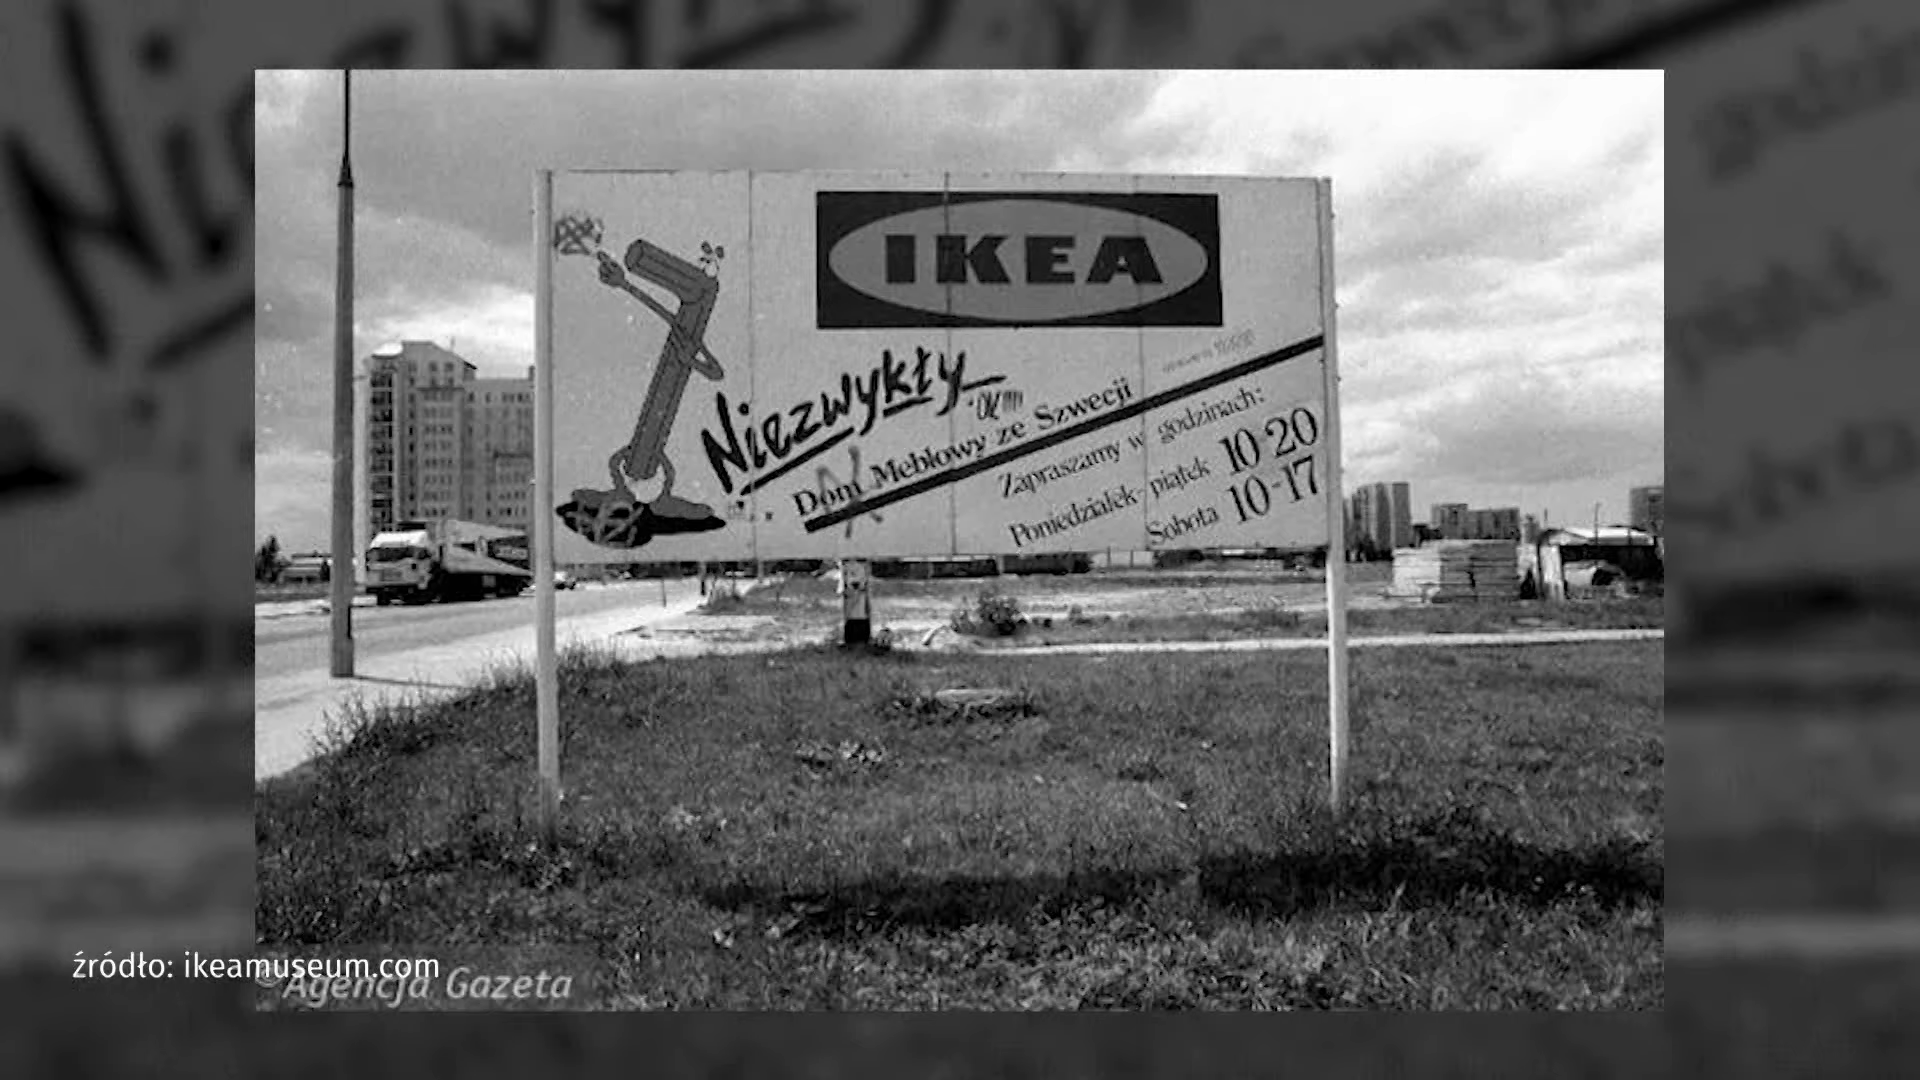 IKEA
Niezwykły
Dom Meblowy ze Szwecji
Zapraszamy w godzinach:
Poniedziałek-piątek 10-20
Sobota 10-17
źródło: ikeamuseum.com
©Agencja Gazeta